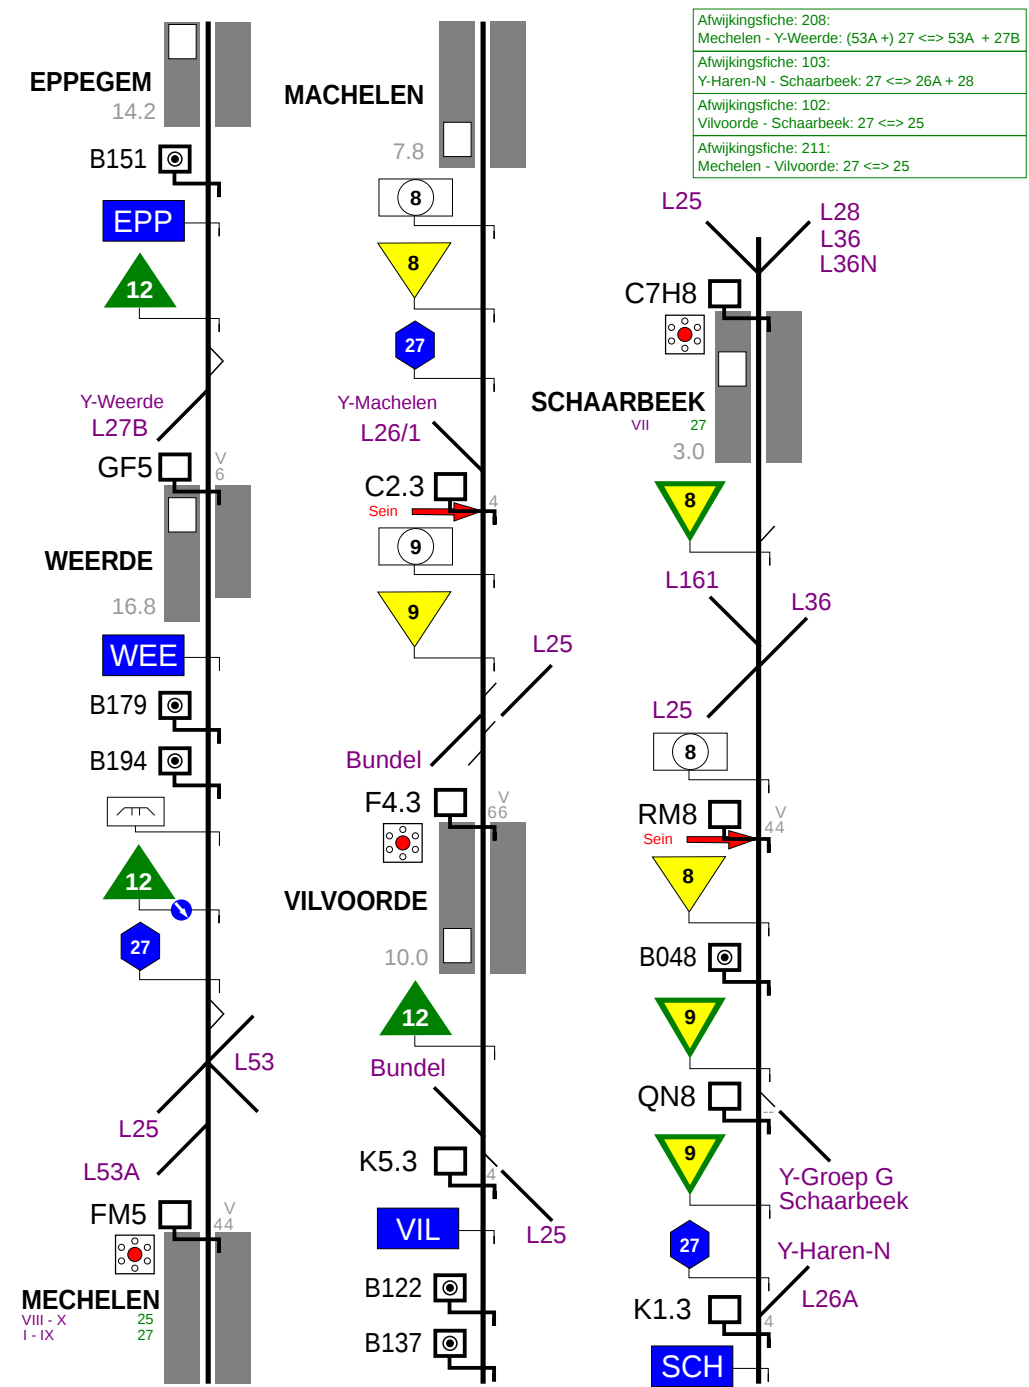 EPPEGEM
14.2
B151
EPP
12
Y-Weerde
L27B
GF5
V
6
WEERDE
16.8
WEE
B179
B194
12
27
L53
L25
L53A
FM5
V
44
MECHELEN
VIII - X 25
I - IX 27
MACHELEN
7.8
8
8
27
Y-Machelen
L26/1
C2.3
4
Sein
9
9
L25
Bundel
F4.3
V
66
VILVOORDE
10.0
12
Bundel
K5.3
4
L25
VIL
B122
B137
Afwijkingsfiche: 208:
Mechelen - Y-Weerde: (53A +) 27 <=> 53A + 27B
Afwijkingsfiche: 103:
Y-Haren-N - Schaarbeek: 27 <=> 26A + 28
Afwijkingsfiche: 102:
Vilvoorde - Schaarbeek: 27 <=> 25
Afwijkingsfiche: 211:
Mechelen - Vilvoorde: 27 <=> 25
L25
L28
L36
L36N
C7H8
SCHAARBEEK
VII 27
3.0
8
L161
L36
L25
8
RM8
V
44
Sein
8
B048
9
QN8
--
9
Y-Groep G
Schaarbeek
27
Y-Haren-N
L26A
K1.3
4
SCH